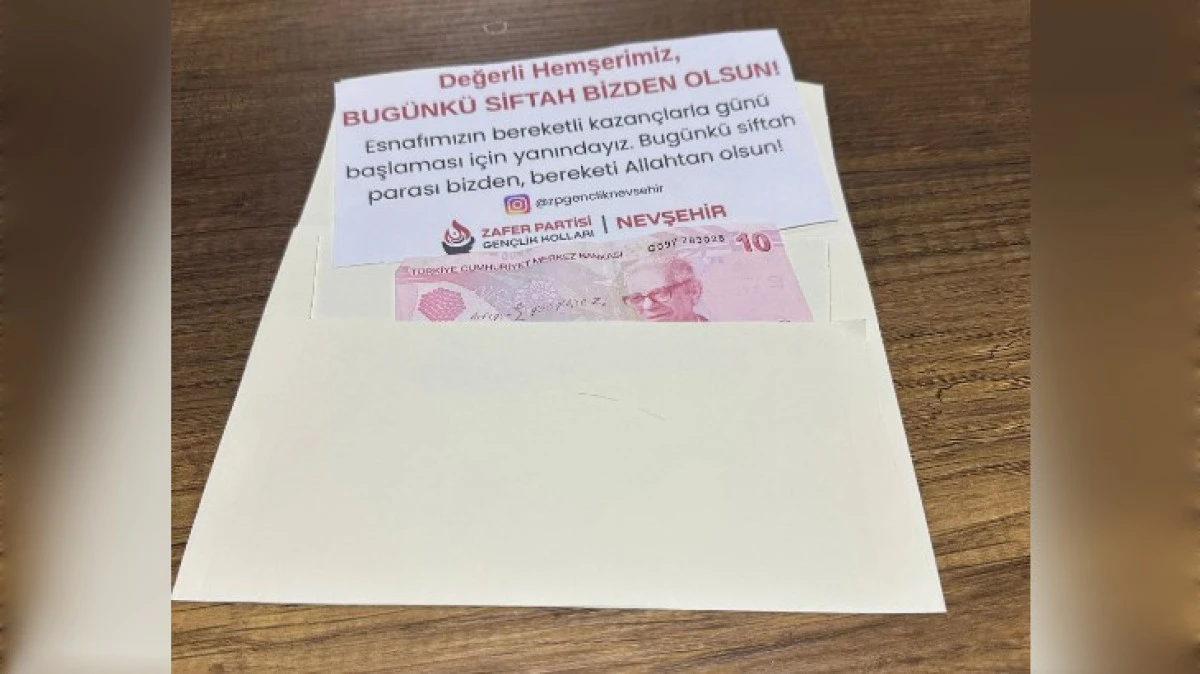 Değerli Hemşerimiz,
BUGÜNKÜ SİFTAH BİZDEN OLSUN!
Esnafımızın bereketli kazançlarla günü
başlaması için yanındayız. Bugünkü siftah
parası bizden, bereketi Allahtan olsun!
@zpgencliknevsehir
ZAFER PARTİSİ
GENÇLİK KOLLARI
NEVŞEHİR
TÜRKİYE CUMHURİYET MERKEZ BANKASI
10